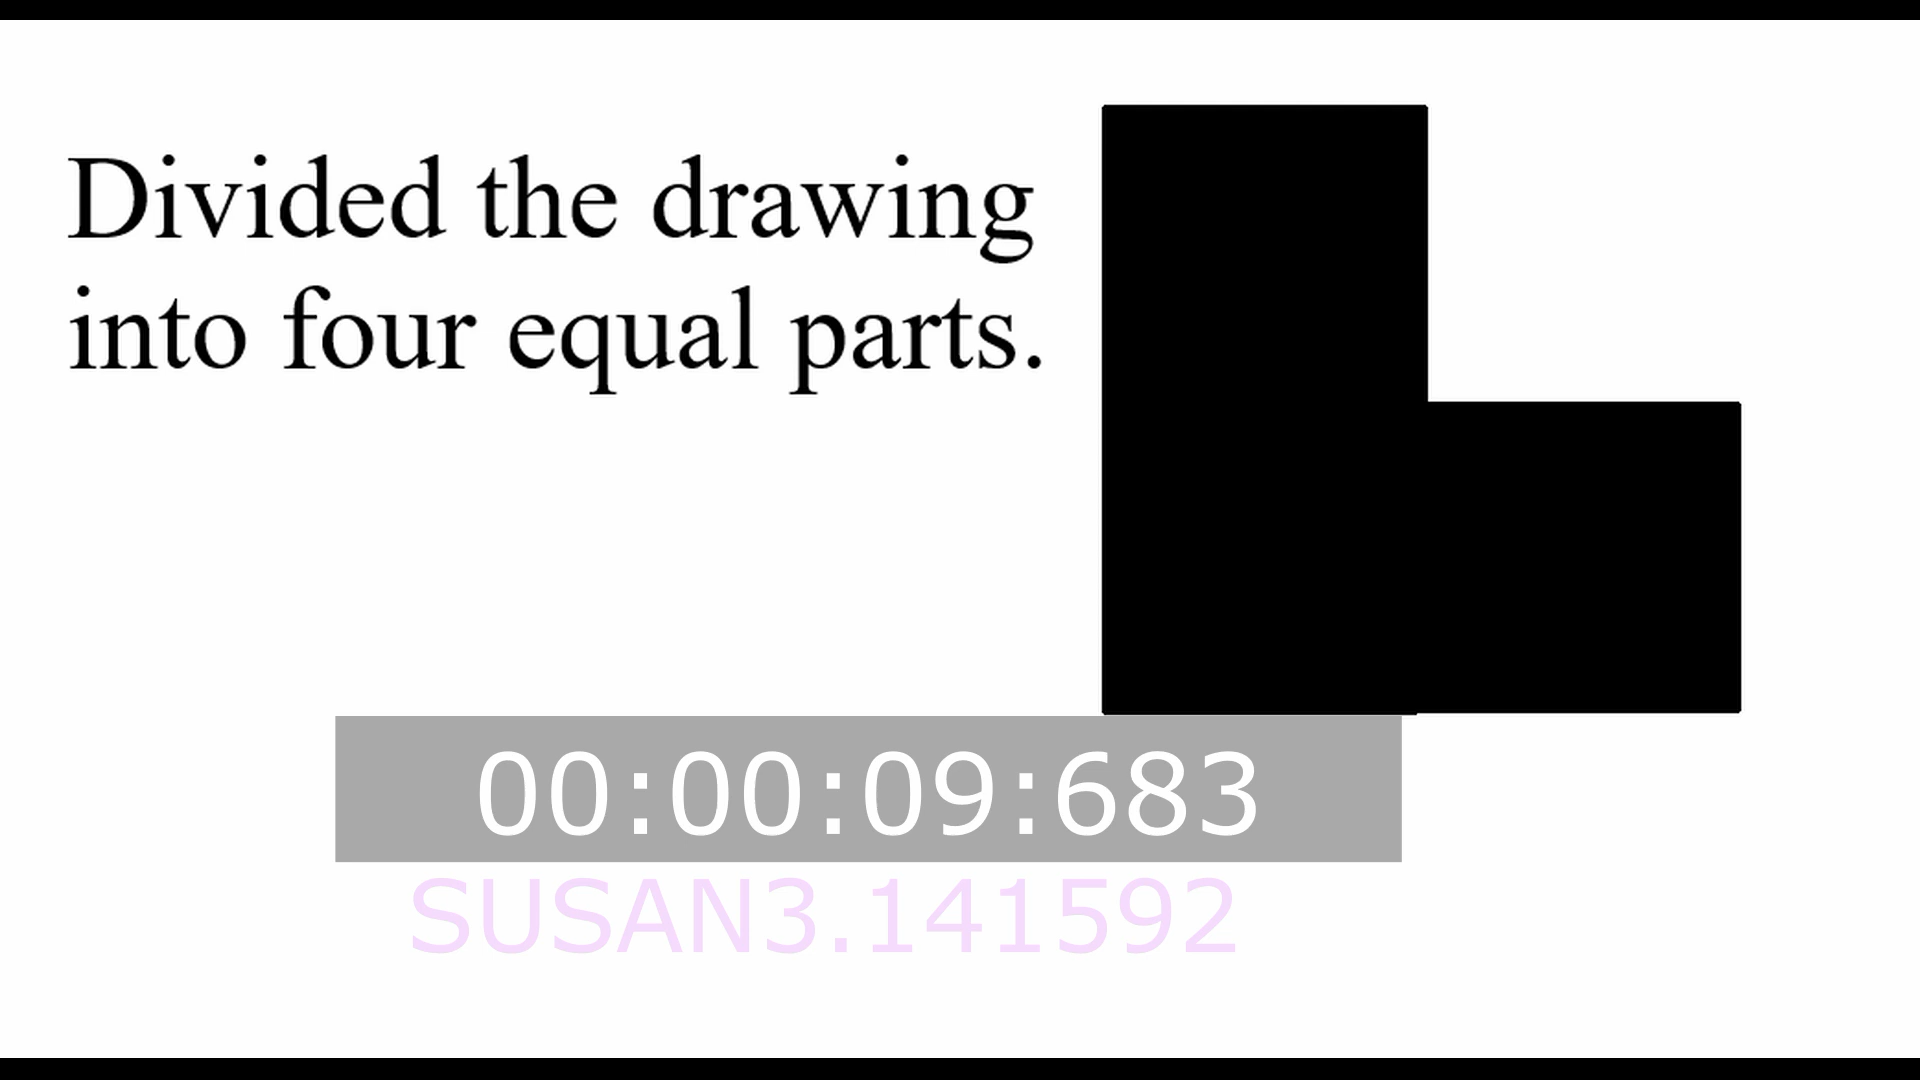 Divided the drawing
into four equal parts.
00:00:09:683
SUSAN3.141592